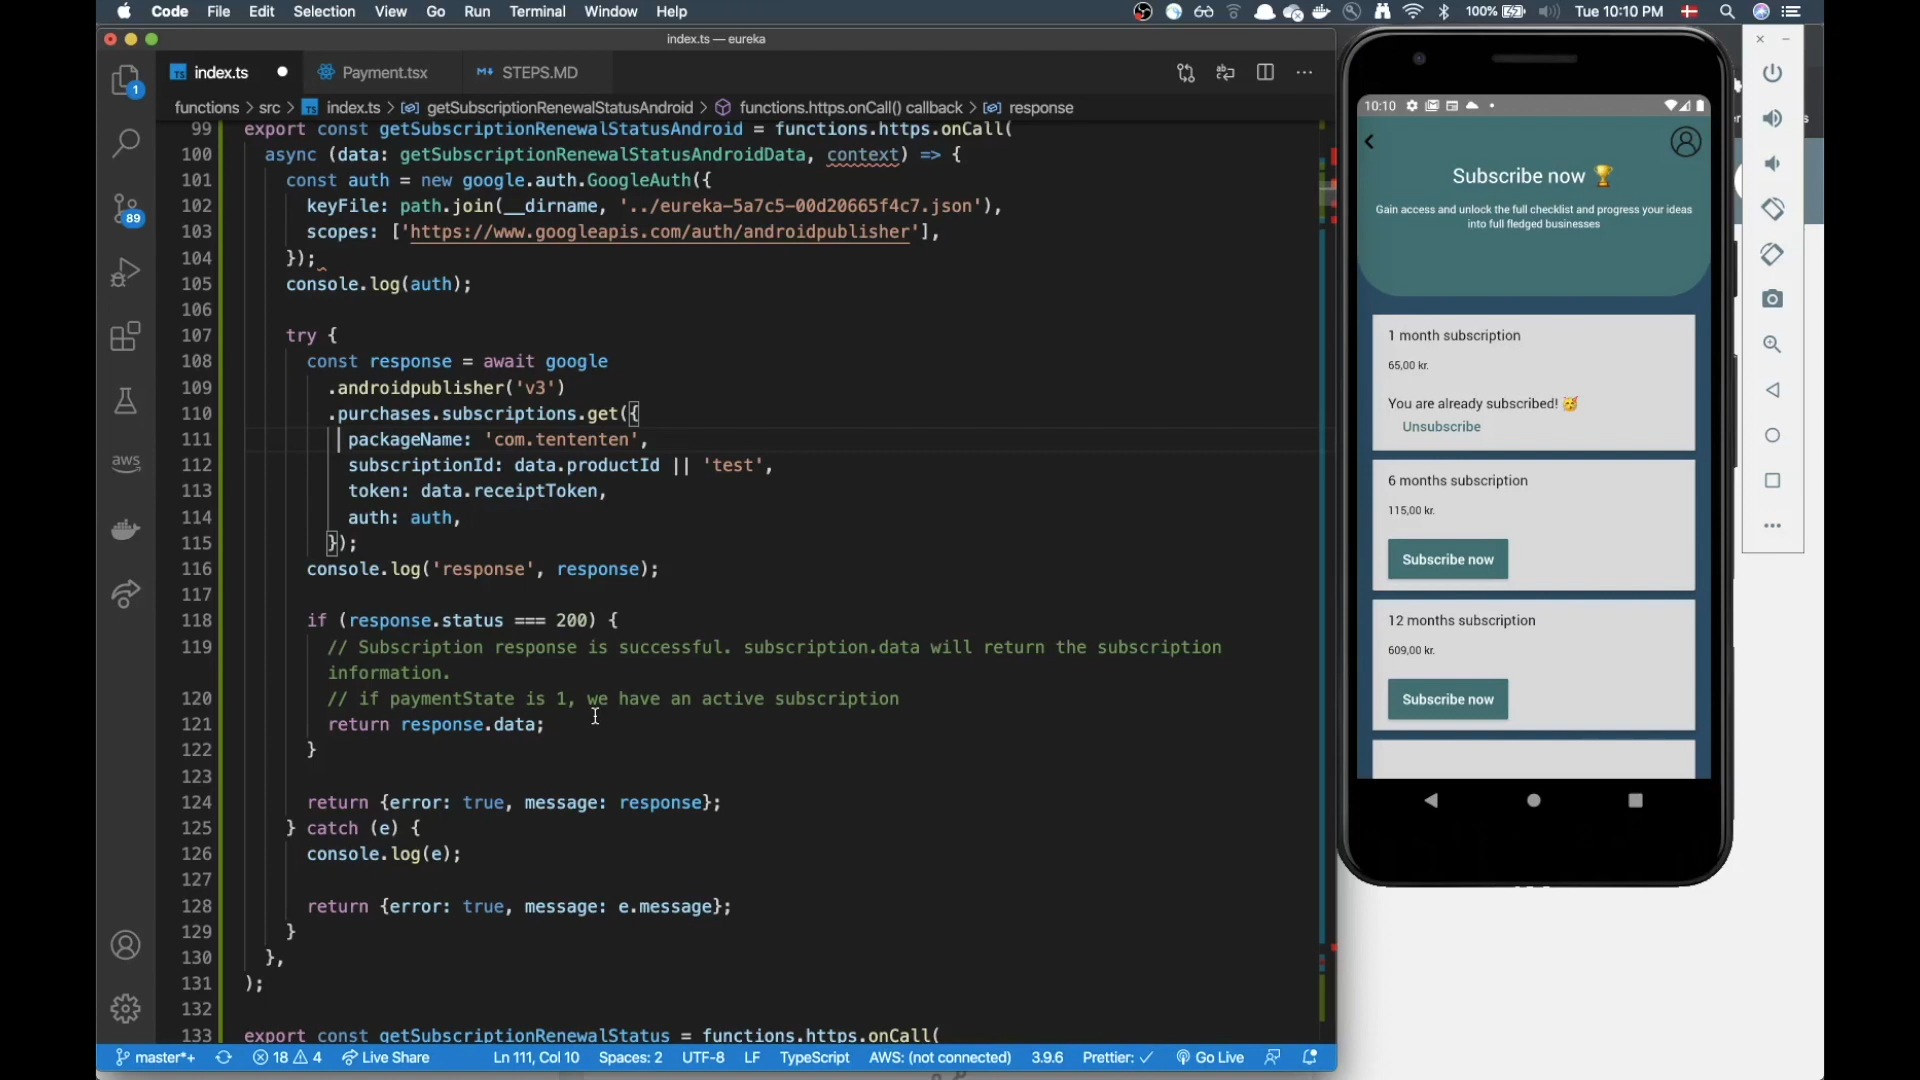 Code File Edit Selection View Go Run Terminal Window Help
100% Tue 10:10 PM
index.ts — eureka
TS index.ts Payment.tsx STEPS.MD
functions > src > TS index.ts > getSubscriptionRenewalStatusAndroid > functions.https.onCall() callback > response
1
89
aws
99 export const getSubscriptionRenewalStatusAndroid = functions.https.onCall(
100 async (data: getSubscriptionRenewalStatusAndroidData, context) => {
101 const auth = new google.auth.GoogleAuth({
102 keyFile: path.join(__dirname, '../eureka-5a7c5-00d20665f4c7.json'),
103 scopes: ['https://www.googleapis.com/auth/androidpublisher'],
104 });
105 console.log(auth);
106
107 try {
108 const response = await google
109 .androidpublisher('v3')
110 .purchases.subscriptions.get({
111 packageName: 'com.tententen',
112 subscriptionId: data.productId || 'test',
113 token: data.receiptToken,
114 auth: auth,
115 });
116 console.log('response', response);
117
118 if (response.status === 200) {
119 // Subscription response is successful. subscription.data will return the subscription
information.
120 // if paymentState is 1, we have an active subscription
121 return response.data;
122 }
123
124 return {error: true, message: response};
125 } catch (e) {
126 console.log(e);
127
128 return {error: true, message: e.message};
129 }
130 },
131 );
132
133 export const getSubscriptionRenewalStatus = functions.https.onCall(
master*+ 18 4 Live Share Ln 111, Col 10 Spaces: 2 UTF-8 LF TypeScript AWS: (not connected) 3.9.6 Prettier: ✓ Go Live
10:10
Subscribe now 🏆
Gain access and unlock the full checklist and progress your ideas
into full fledged businesses
1 month subscription
65,00 kr.
You are already subscribed! 🥳
Unsubscribe
6 months subscription
115,00 kr.
Subscribe now
12 months subscription
609,00 kr.
Subscribe now